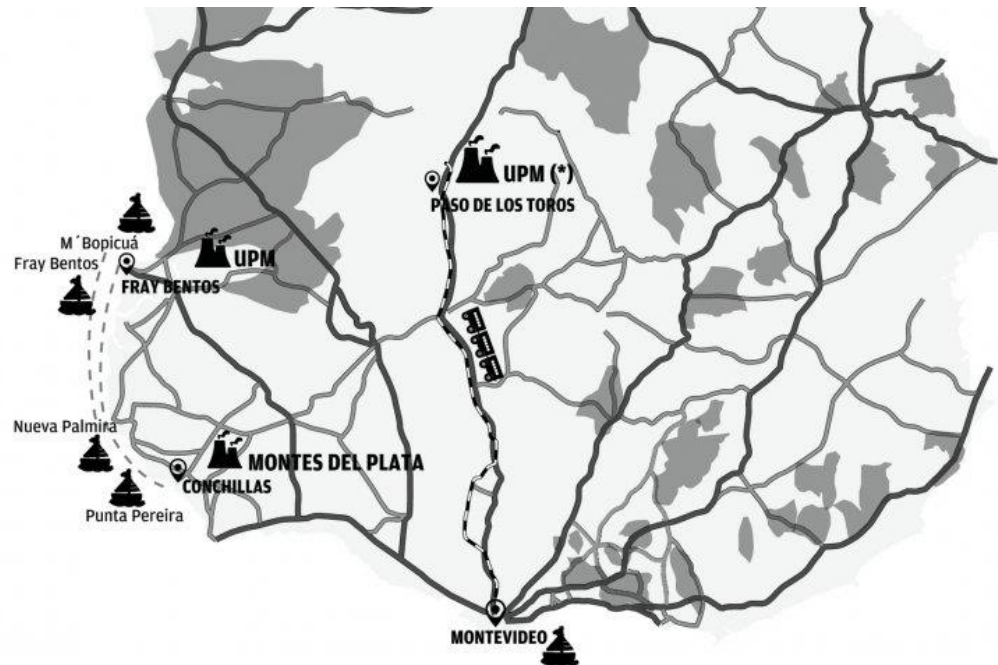 UPM (*)
PASO DE LOS TOROS
M´Bopicuá
Fray Bentos
UPM
FRAY BENTOS
Nueva Palmira
MONTES DEL PLATA
CONCHILLAS
Punta Pereira
MONTEVIDEO